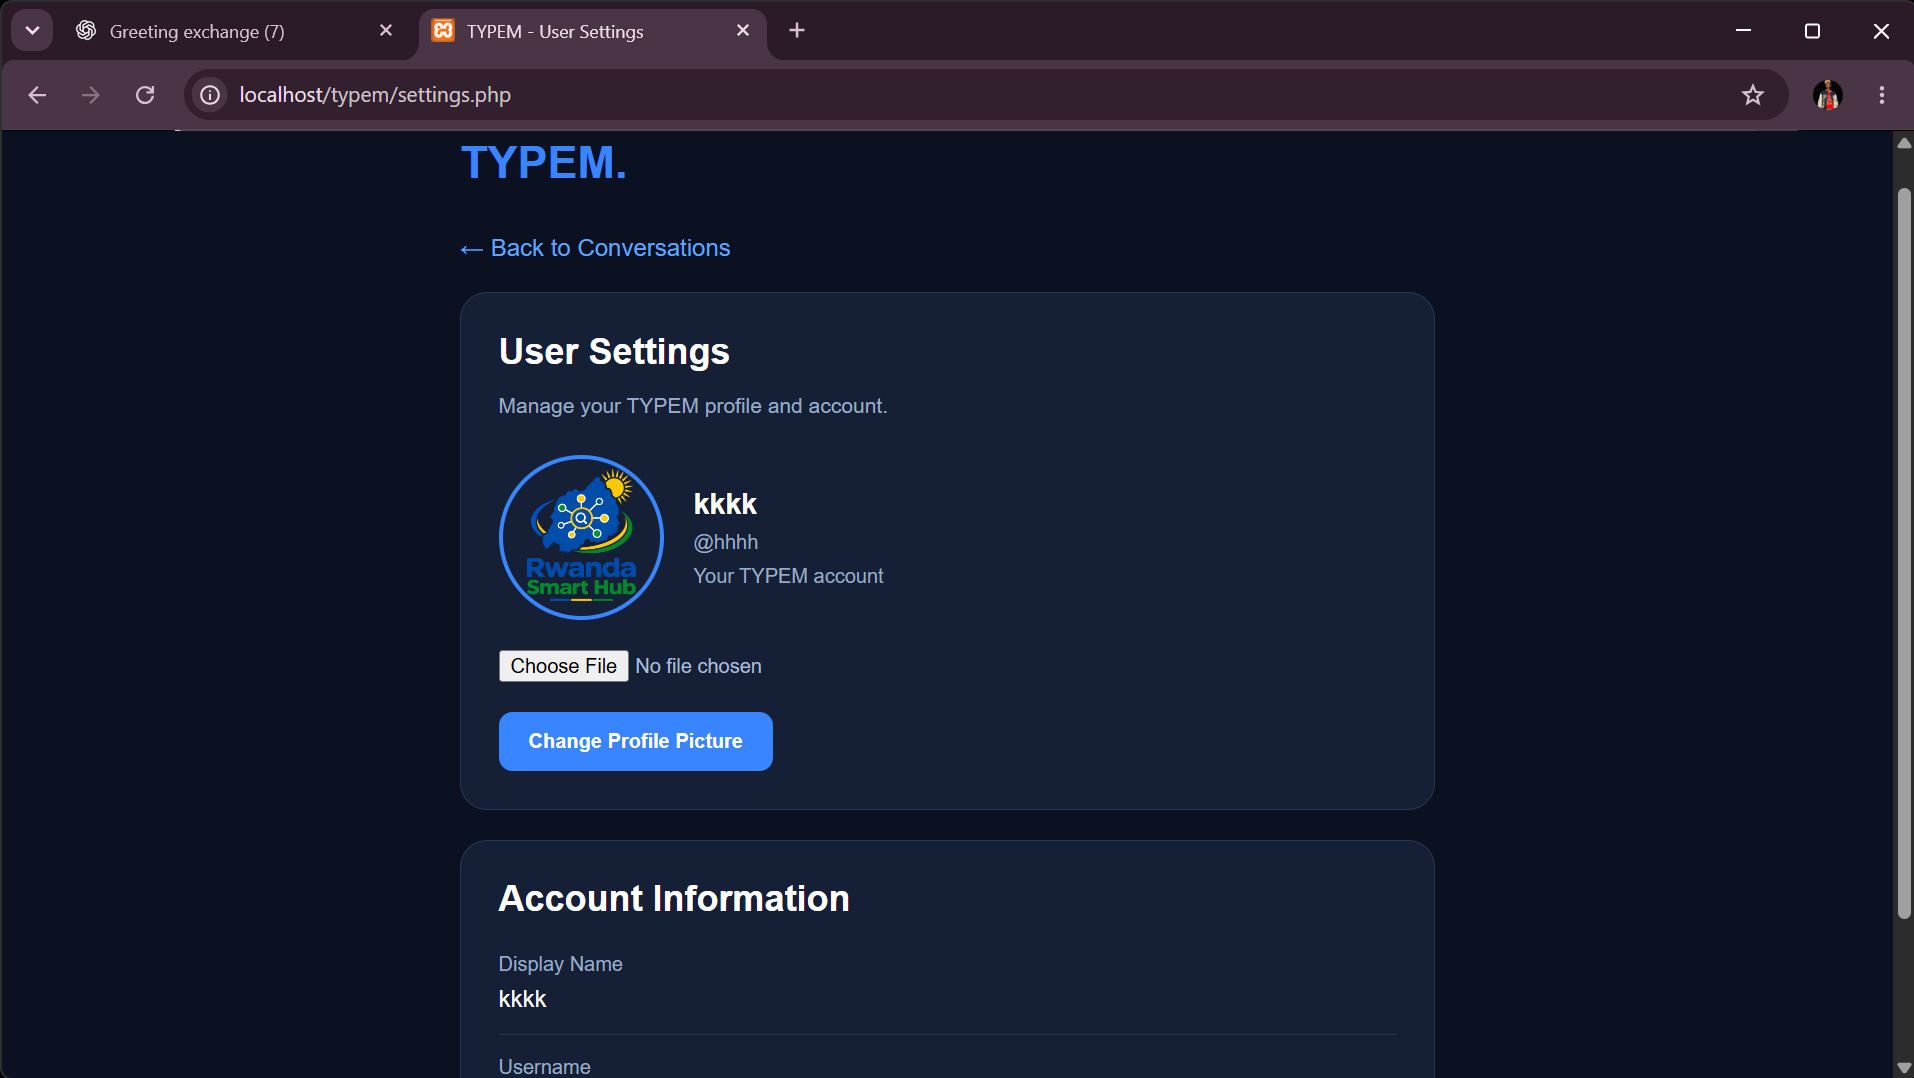 Greeting exchange (7)
TYPEM - User Settings
localhost/typem/settings.php
TYPEM.
← Back to Conversations
User Settings
Manage your TYPEM profile and account.
Rwanda
Smart Hub
kkkk
@hhhh
Your TYPEM account
Choose File No file chosen
Change Profile Picture
Account Information
Display Name
kkkk
Username